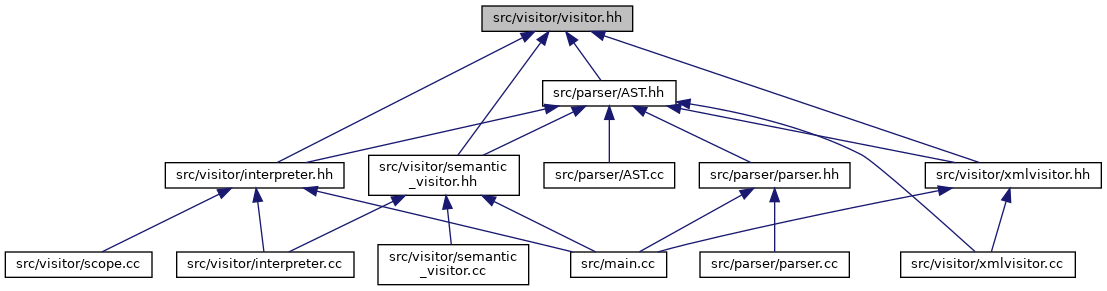 src/visitor/visitor.hh
src/parser/AST.hh
src/visitor/interpreter.hh
src/visitor/semantic
_visitor.hh
src/parser/AST.cc
src/parser/parser.hh
src/visitor/xmlvisitor.hh
src/visitor/scope.cc
src/visitor/interpreter.cc
src/visitor/semantic
_visitor.cc
src/main.cc
src/parser/parser.cc
src/visitor/xmlvisitor.cc